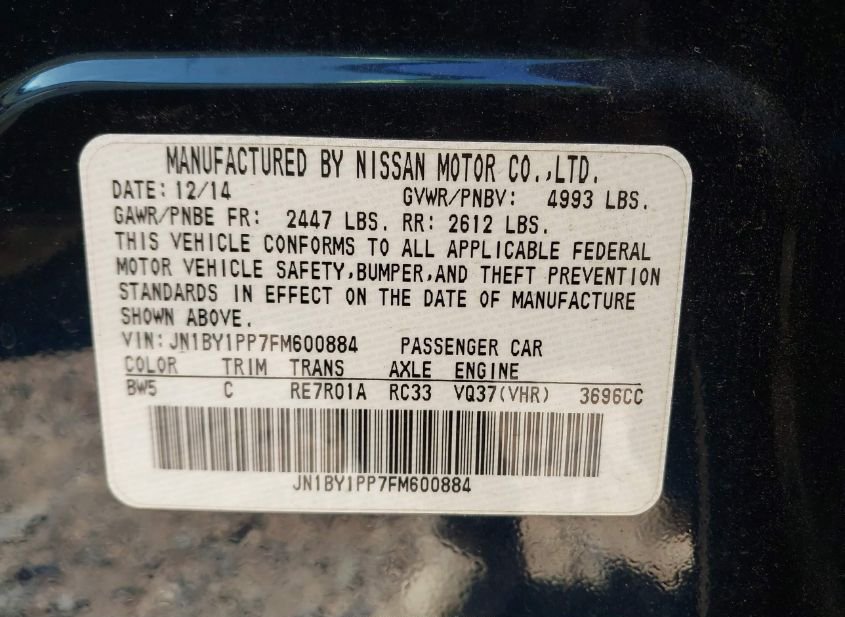 MANUFACTURED BY NISSAN MOTOR CO.,LTD.
DATE: 12/14 GVWR/PNBV: 4993 LBS.
GAWR/PNBE FR: 2447 LBS. RR: 2612 LBS.
THIS VEHICLE CONFORMS TO ALL APPLICABLE FEDERAL
MOTOR VEHICLE SAFETY,BUMPER,AND THEFT PREVENTION
STANDARDS IN EFFECT ON THE DATE OF MANUFACTURE
SHOWN ABOVE.
VIN: JN1BY1PP7FM600884 PASSENGER CAR
COLOR TRIM TRANS AXLE ENGINE
BW5 C RE7R01A RC33 VQ37(VHR) 3696CC
JN1BY1PP7FM600884